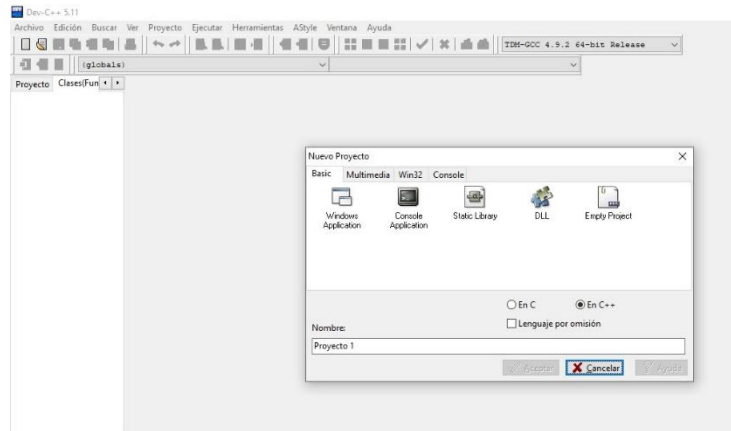 Dev-C++ 5.11
Archivo Edición Buscar Ver Proyecto Ejecutar Herramientas AStyle Ventana Ayuda
TDM-GCC 4.9.2 64-bit Release
(globals)
Proyecto Clases(Fun
Nuevo Proyecto
Basic Multimedia Win32 Console
Windows Application
Console Application
Static Library
DLL
Empty Project
En C En C++
Lenguaje por omisión
Nombre:
Proyecto 1
Aceptar Cancelar Ayuda